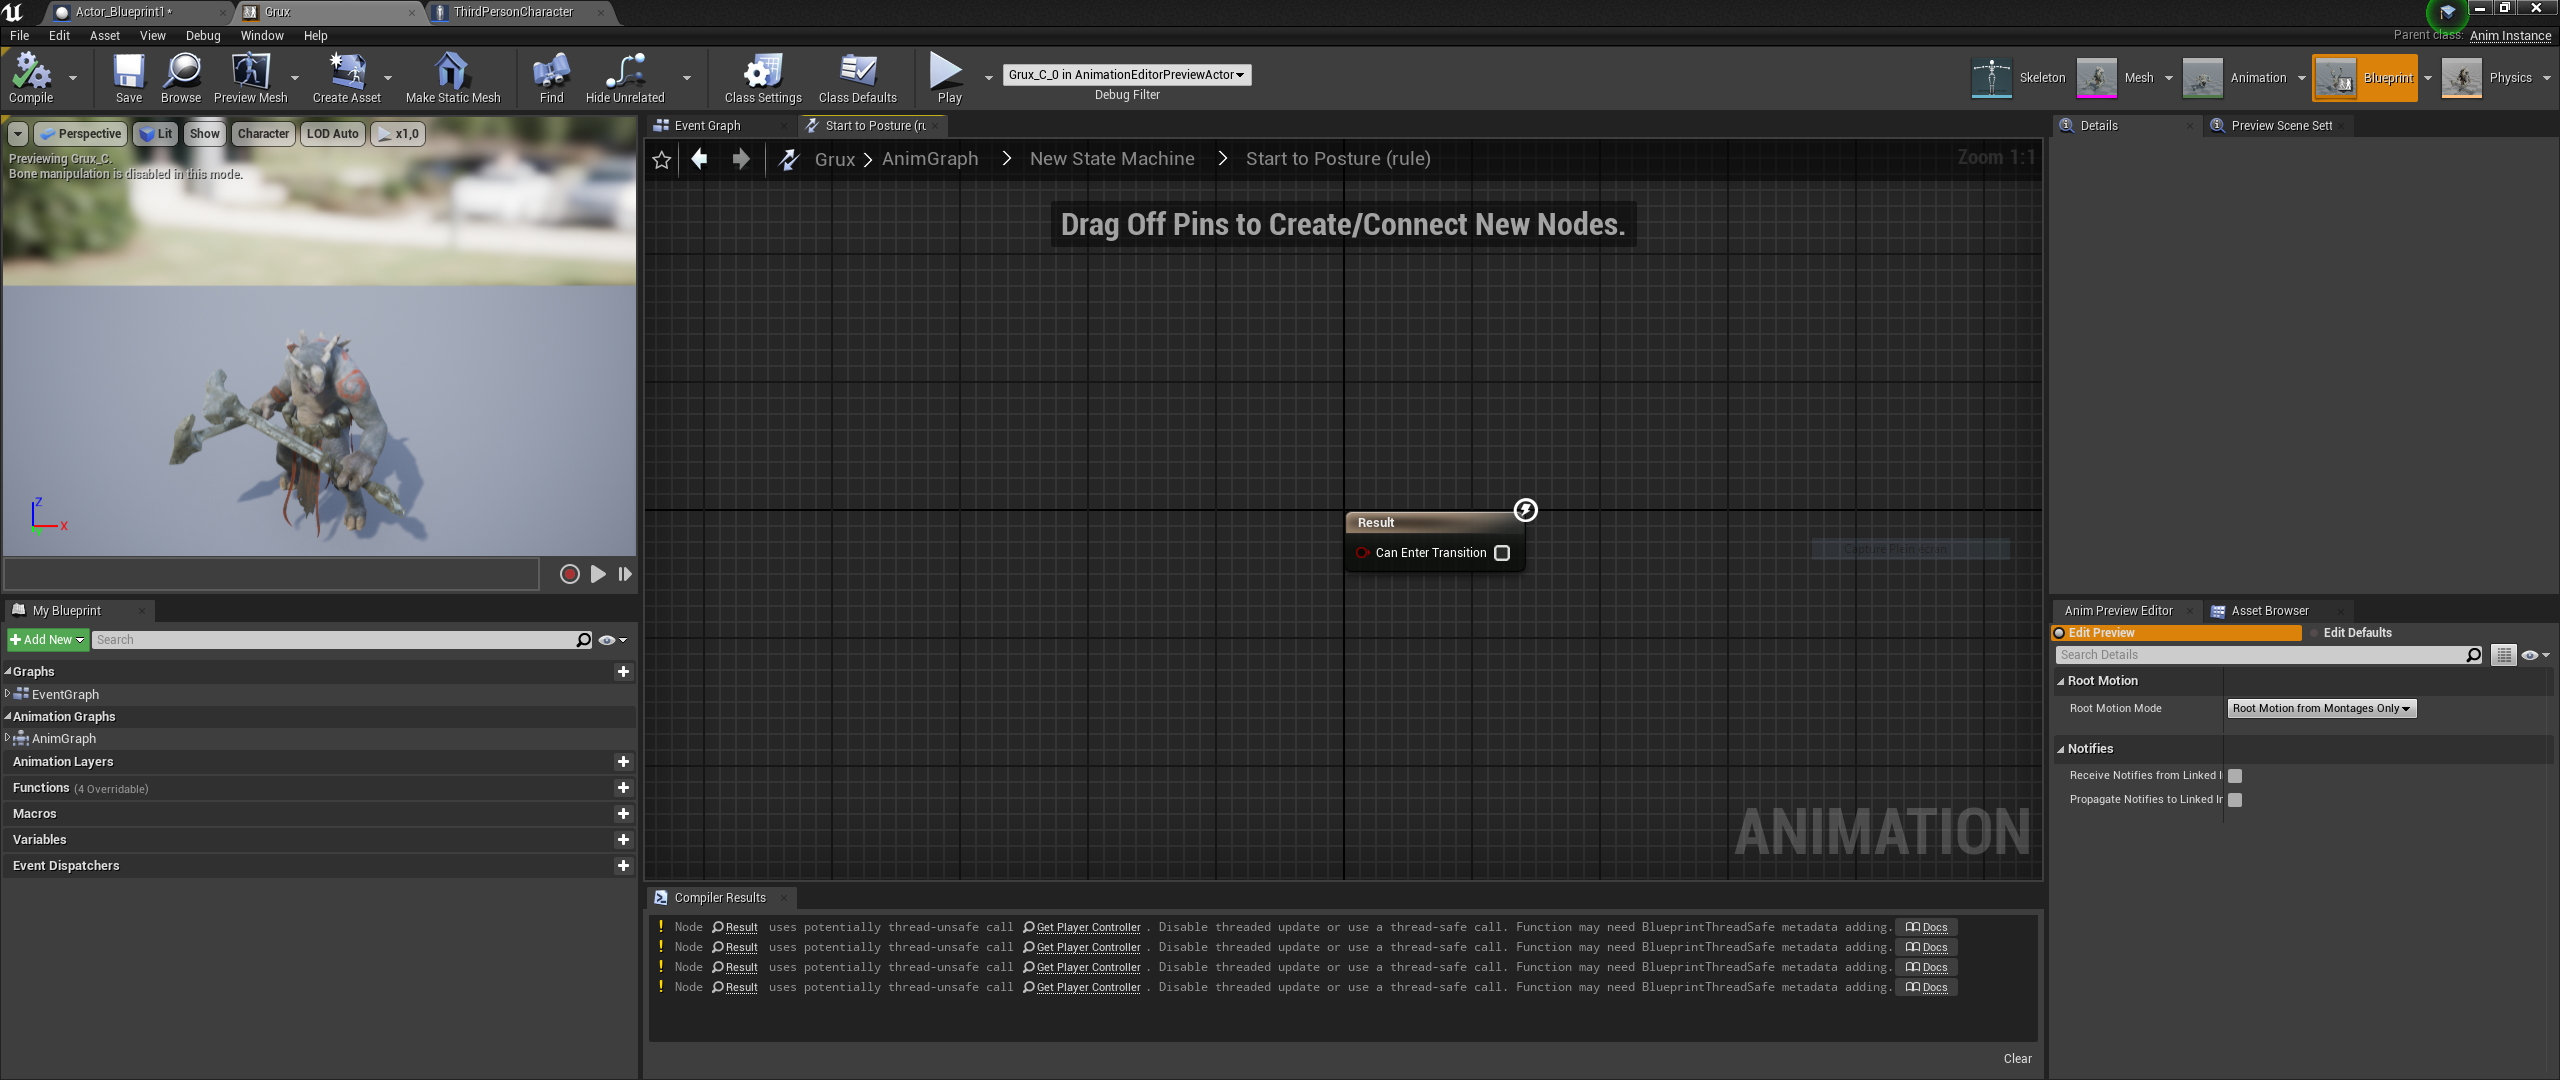 Actor_Blueprint1*
Grux
ThirdPersonCharacter
File Edit Asset View Debug Window Help
Parent class: Anim Instance
Compile
Save
Browse
Preview Mesh
Create Asset
Make Static Mesh
Find
Hide Unrelated
Class Settings
Class Defaults
Play
Grux_C_0 in AnimationEditorPreviewActor
Debug Filter
Skeleton
Mesh
Animation
Blueprint
Physics
Perspective
Lit
Show
Character
LOD Auto
x1,0
Previewing Grux_C.
Bone manipulation is disabled in this mode.
Z
X
Event Graph
Start to Posture (ru
Grux > AnimGraph > New State Machine > Start to Posture (rule)
Zoom 1:1
Drag Off Pins to Create/Connect New Nodes.
Result
Can Enter Transition
Capture Plein écran
ANIMATION
Details
Preview Scene Sett
My Blueprint
Add New
Search
Graphs
EventGraph
Animation Graphs
AnimGraph
Animation Layers
Functions (4 Overridable)
Macros
Variables
Event Dispatchers
Compiler Results
! Node Result uses potentially thread-unsafe call Get Player Controller . Disable threaded update or use a thread-safe call. Function may need BlueprintThreadSafe metadata adding. Docs
! Node Result uses potentially thread-unsafe call Get Player Controller . Disable threaded update or use a thread-safe call. Function may need BlueprintThreadSafe metadata adding. Docs
! Node Result uses potentially thread-unsafe call Get Player Controller . Disable threaded update or use a thread-safe call. Function may need BlueprintThreadSafe metadata adding. Docs
! Node Result uses potentially thread-unsafe call Get Player Controller . Disable threaded update or use a thread-safe call. Function may need BlueprintThreadSafe metadata adding. Docs
Clear
Anim Preview Editor
Asset Browser
Edit Preview
Edit Defaults
Search Details
Root Motion
Root Motion Mode
Root Motion from Montages Only
Notifies
Receive Notifies from Linked I
Propagate Notifies to Linked Ir